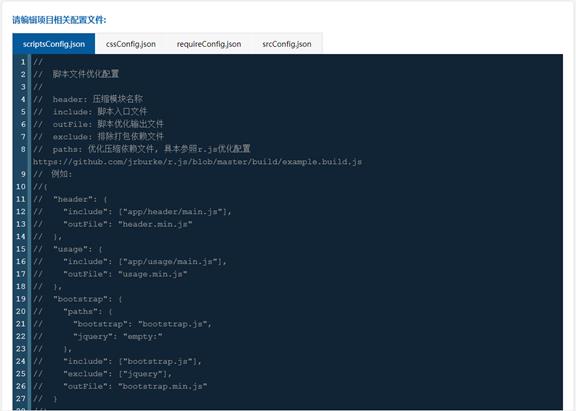 请编辑项目相关配置文件:
scriptsConfig.json cssConfig.json requireConfig.json srcConfig.json
1 //
2 // 脚本文件优化配置
3 //
4 // header: 压缩模块名称
5 // include: 脚本入口文件
6 // outFile: 脚本优化输出文件
7 // exclude: 排除打包依赖文件
8 // paths: 优化压缩依赖文件, 具本参照r.js优化配置
https://github.com/jrburke/r.js/blob/master/build/example.build.js
9 // 例如:
10 //{
11 // "header": {
12 // "include": ["app/header/main.js"],
13 // "outFile": "header.min.js"
14 // },
15 // "usage": {
16 // "include": ["app/usage/main.js"],
17 // "outFile": "usage.min.js"
18 // },
19 // "bootstrap": {
20 // "paths": {
21 // "bootstrap": "bootstrap.js",
22 // "jquery": "empty:"
23 // },
24 // "include": ["bootstrap.js"],
25 // "exclude": ["jquery"],
26 // "outFile": "bootstrap.min.js"
27 // }